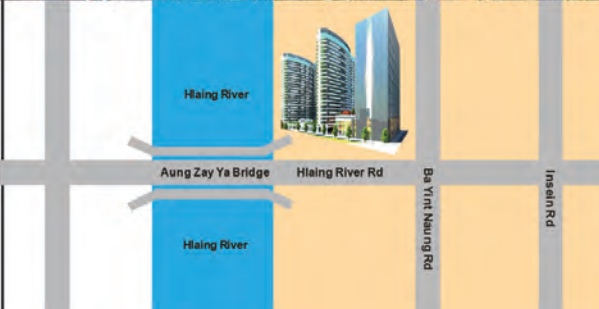 Hlaing River
Aung Zay Ya Bridge
Hlaing River Rd
Ba Yint Naung Rd
Insein Rd
Hlaing River